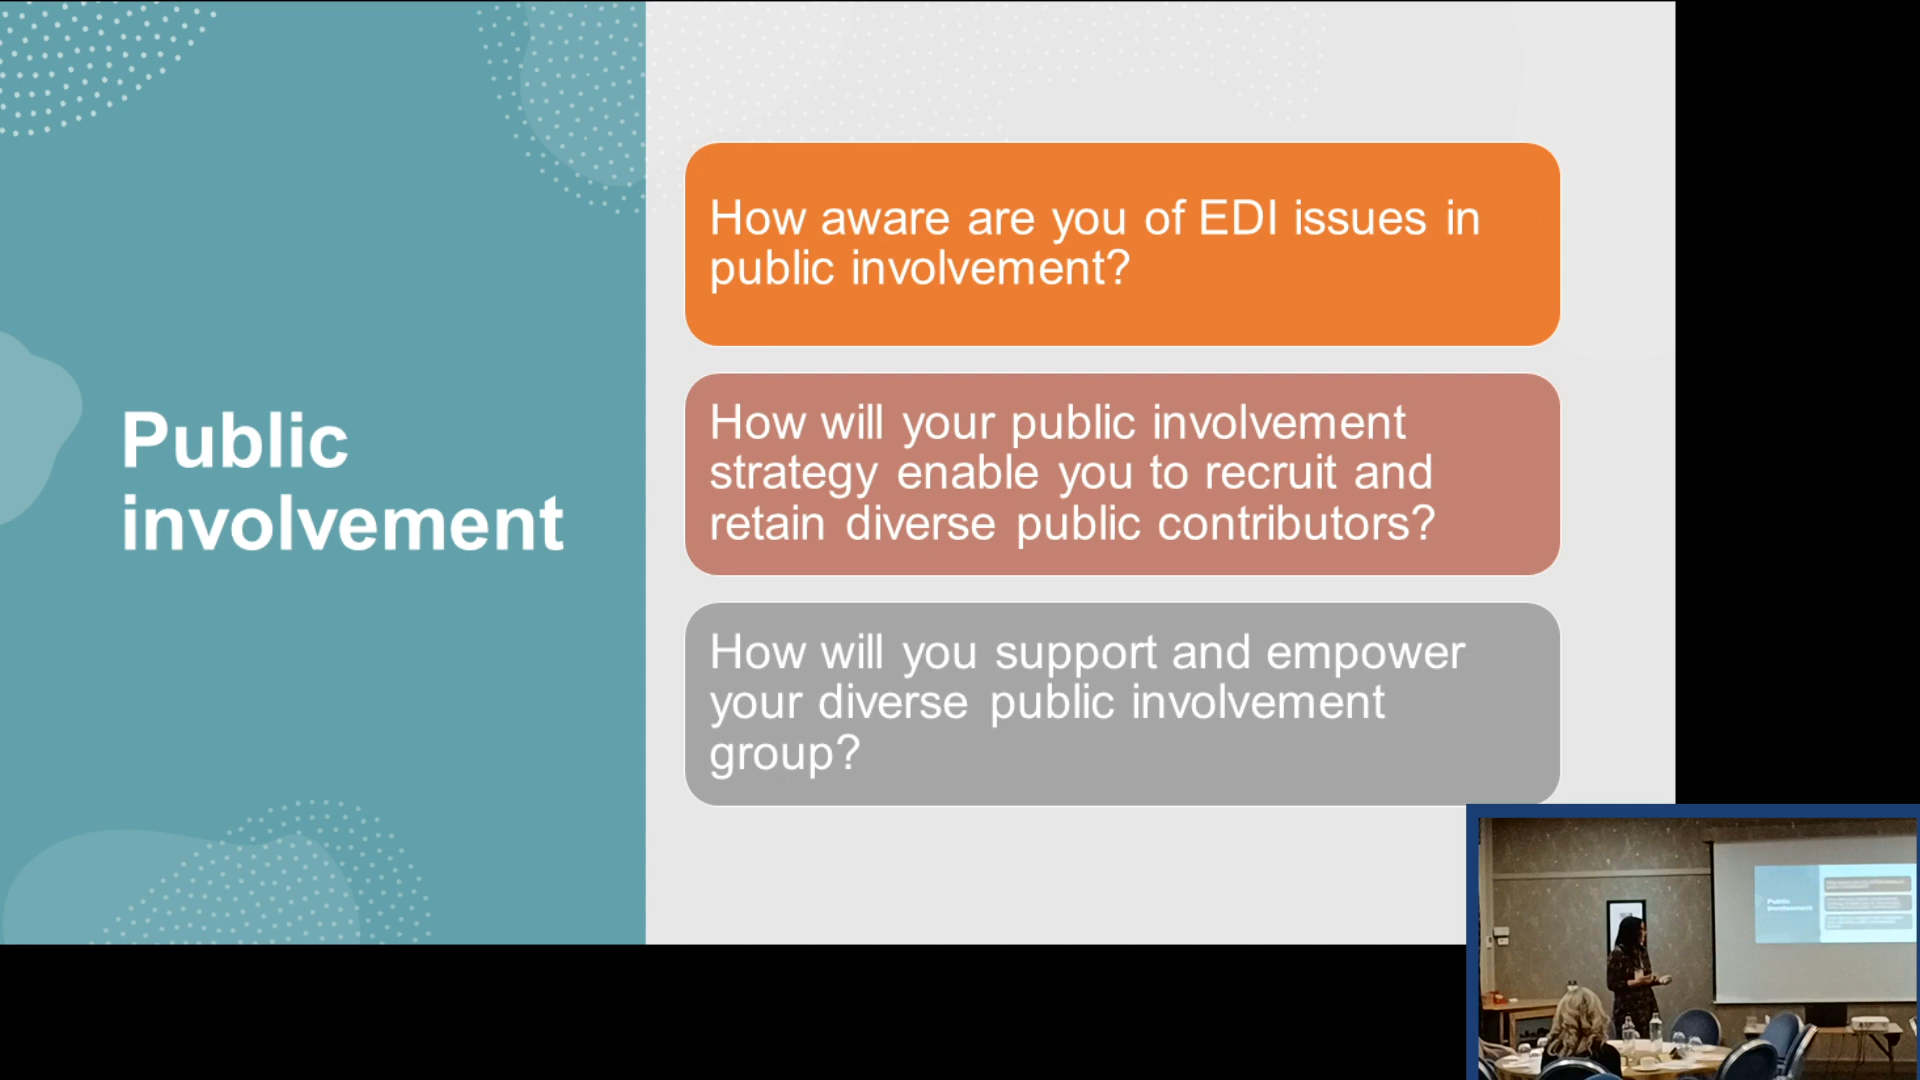 Public
involvement
How aware are you of EDI issues in
public involvement?
How will your public involvement
strategy enable you to recruit and
retain diverse public contributors?
How will you support and empower
your diverse public involvement
group?
Public
involvement